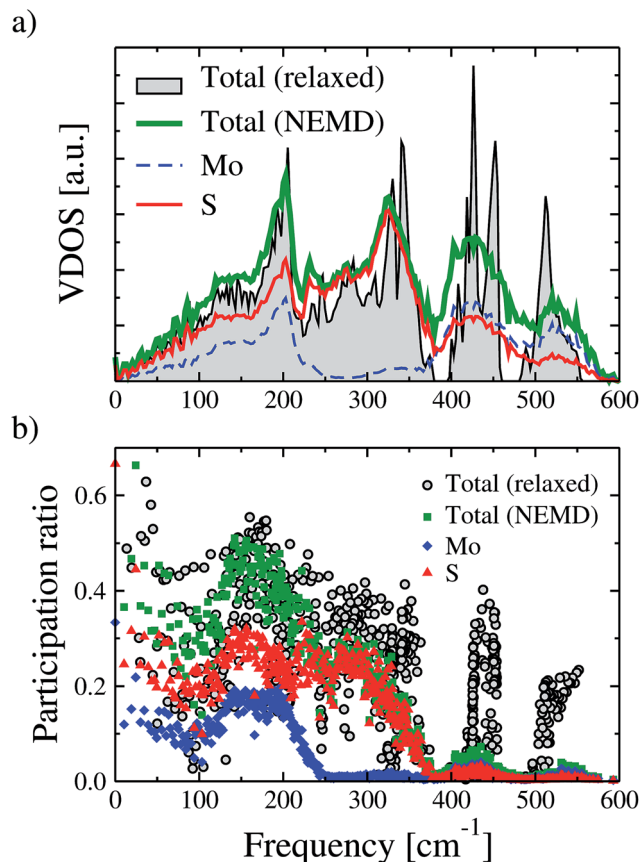 a)
Total (relaxed)
Total (NEMD)
Mo
S
VDOS [a.u.]
0 100 200 300 400 500 600
b)
Total (relaxed)
Total (NEMD)
Mo
S
Participation ratio
0.6
0.4
0.2
0.0
0 100 200 300 400 500 600
Frequency [cm⁻¹]